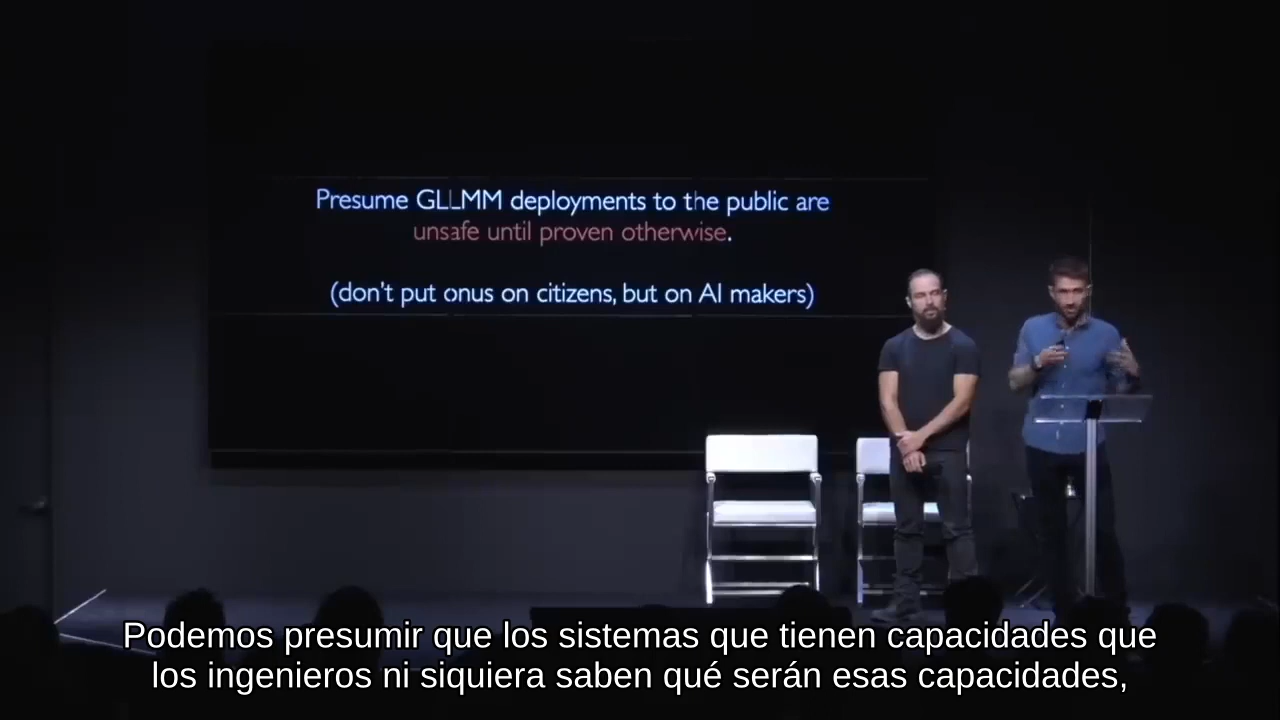 Presume GLLMM deployments to the public are
unsafe until proven otherwise.
(don't put onus on citizens, but on AI makers)
Podemos presumir que los sistemas que tienen capacidades que
los ingenieros ni siquiera saben qué serán esas capacidades,